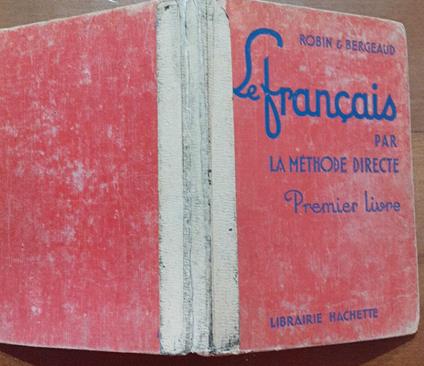 ROBIN & BERGEAUD
Le français
PAR
LA MÉTHODE DIRECTE
Premier livre
LIBRAIRIE HACHETTE